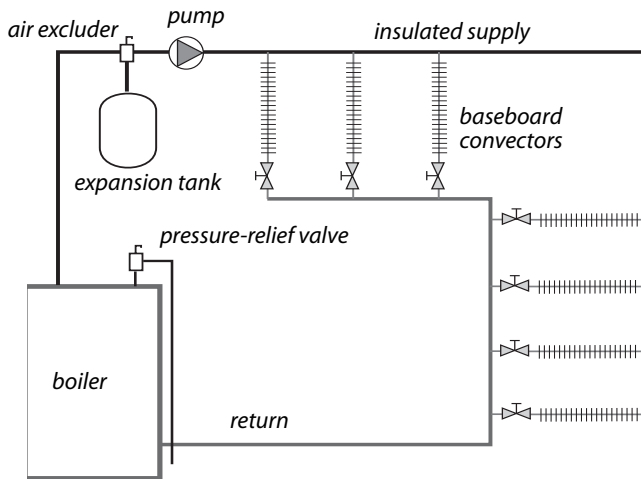 pump
air excluder
insulated supply
baseboard
convectors
expansion tank
pressure-relief valve
boiler
return